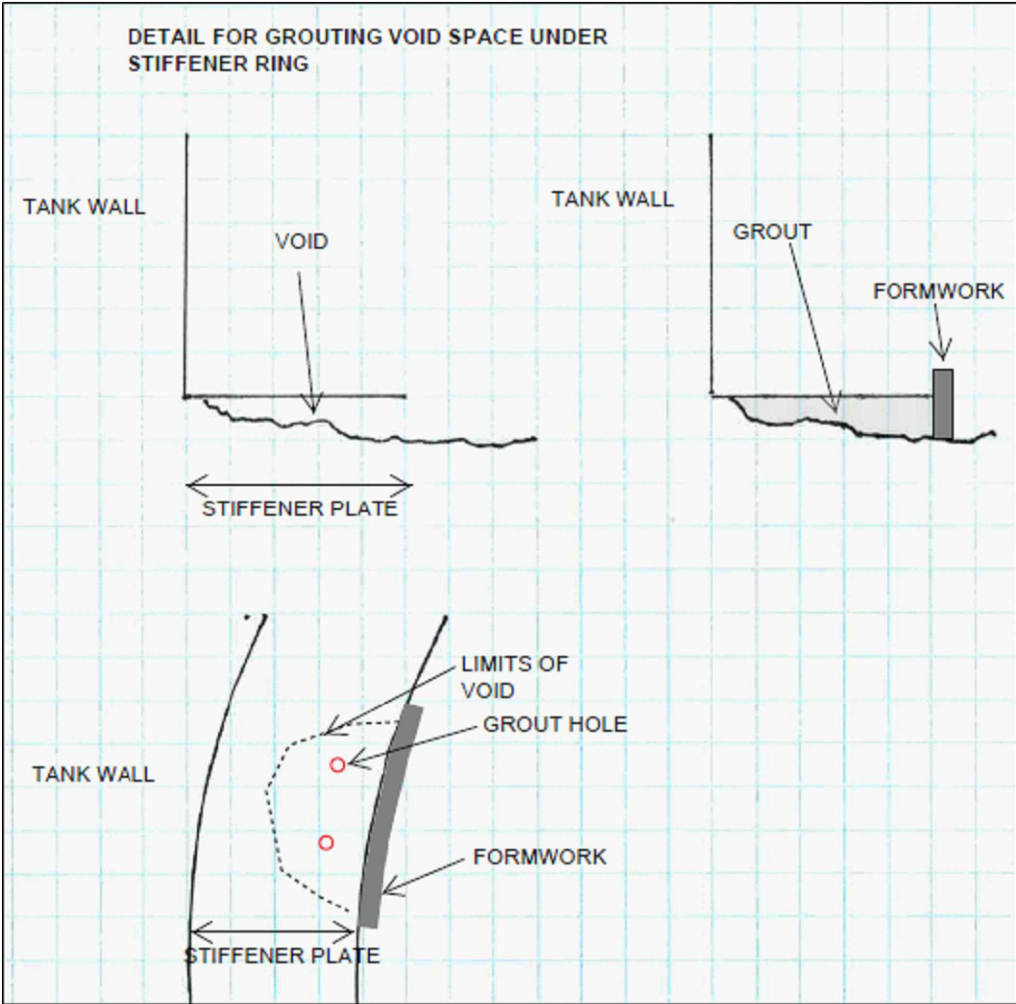 DETAIL FOR GROUTING VOID SPACE UNDER
STIFFENER RING
TANK WALL
VOID
STIFFENER PLATE
TANK WALL
GROUT
FORMWORK
LIMITS OF
VOID
GROUT HOLE
TANK WALL
FORMWORK
STIFFENER PLATE